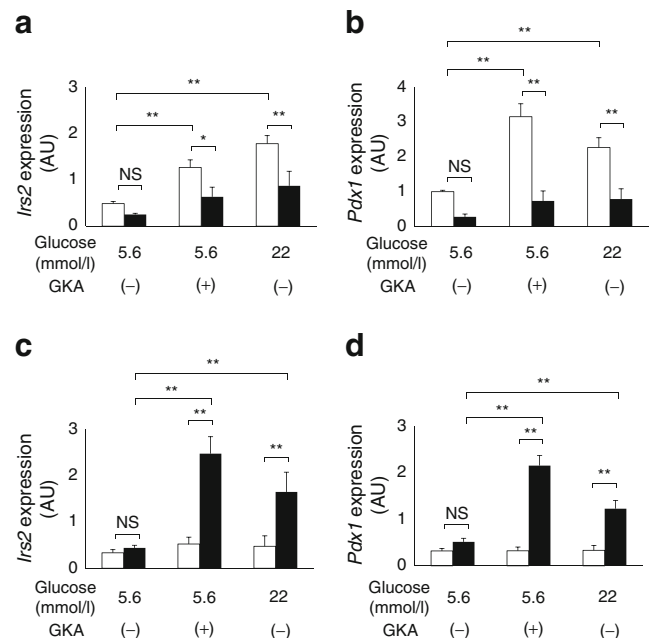 a
Irs2 expression
(AU)
3
2
1
0
**
**
NS
*
**
Glucose
(mmol/l)
5.6
5.6
22
GKA
(–)
(+)
(–)
b
Pdx1 expression
(AU)
4
3
2
1
0
**
**
NS
**
**
Glucose
(mmol/l)
5.6
5.6
22
GKA
(–)
(+)
(–)
c
Irs2 expression
(AU)
3
2
1
0
**
**
NS
**
**
Glucose
(mmol/l)
5.6
5.6
22
GKA
(–)
(+)
(–)
d
Pdx1 expression
(AU)
3
2
1
0
**
**
NS
**
**
Glucose
(mmol/l)
5.6
5.6
22
GKA
(–)
(+)
(–)